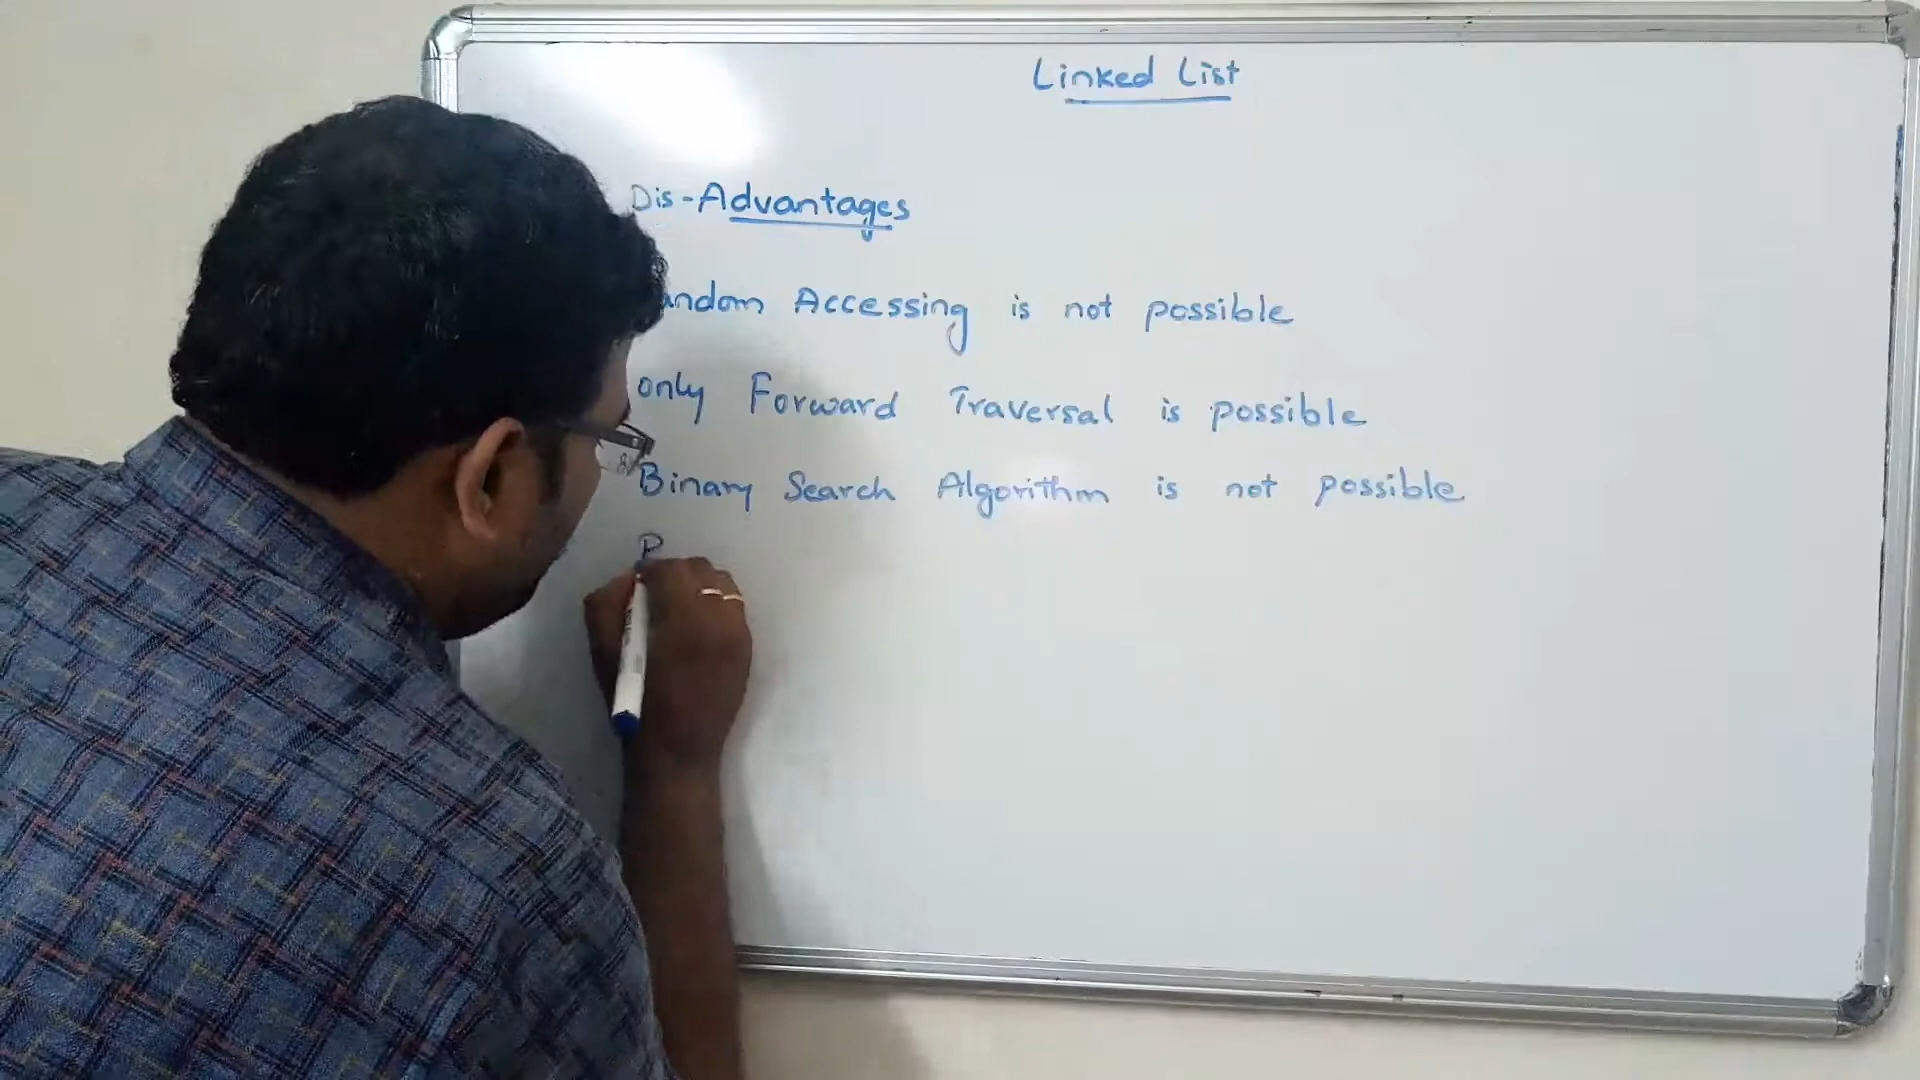 Linked List
Dis-Advantages
Accessing is not possible
only Forward Traversal is possible
Binary Search Algorithm is not possible
P